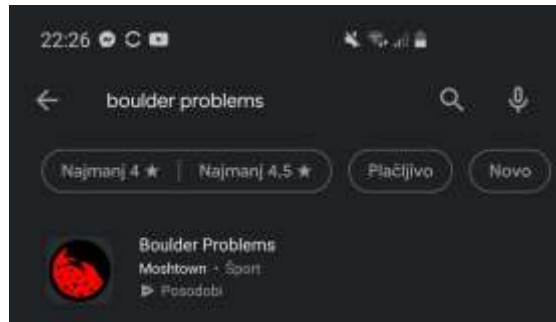 22:26
boulder problems
Najmanj 4 ★ | Najmanj 4,5 ★ Plačljivo Novo
Boulder Problems
Moshtown • Šport
Posodobi